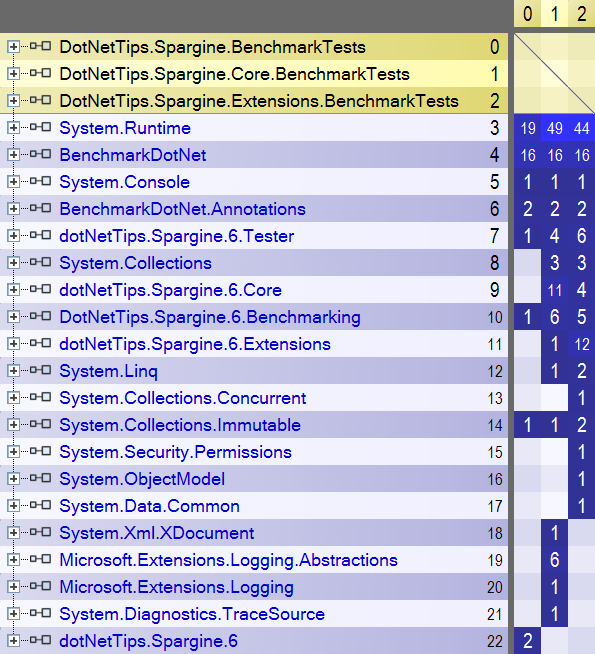 0 1 2
DotNetTips.Spargine.BenchmarkTests 0
DotNetTips.Spargine.Core.BenchmarkTests 1
DotNetTips.Spargine.Extensions.BenchmarkTests 2
System.Runtime 3 19 49 44
BenchmarkDotNet 4 16 16 16
System.Console 5 1 1 1
BenchmarkDotNet.Annotations 6 2 2 2
dotNetTips.Spargine.6.Tester 7 1 4 6
System.Collections 8 3 3
dotNetTips.Spargine.6.Core 9 11 4
DotNetTips.Spargine.6.Benchmarking 10 1 6 5
dotNetTips.Spargine.6.Extensions 11 1 12
System.Linq 12 1 2
System.Collections.Concurrent 13 1
System.Collections.Immutable 14 1 1 2
System.Security.Permissions 15 1
System.ObjectModel 16 1
System.Data.Common 17 1
System.Xml.XDocument 18 1
Microsoft.Extensions.Logging.Abstractions 19 6
Microsoft.Extensions.Logging 20 1
System.Diagnostics.TraceSource 21 1
dotNetTips.Spargine.6 22 2